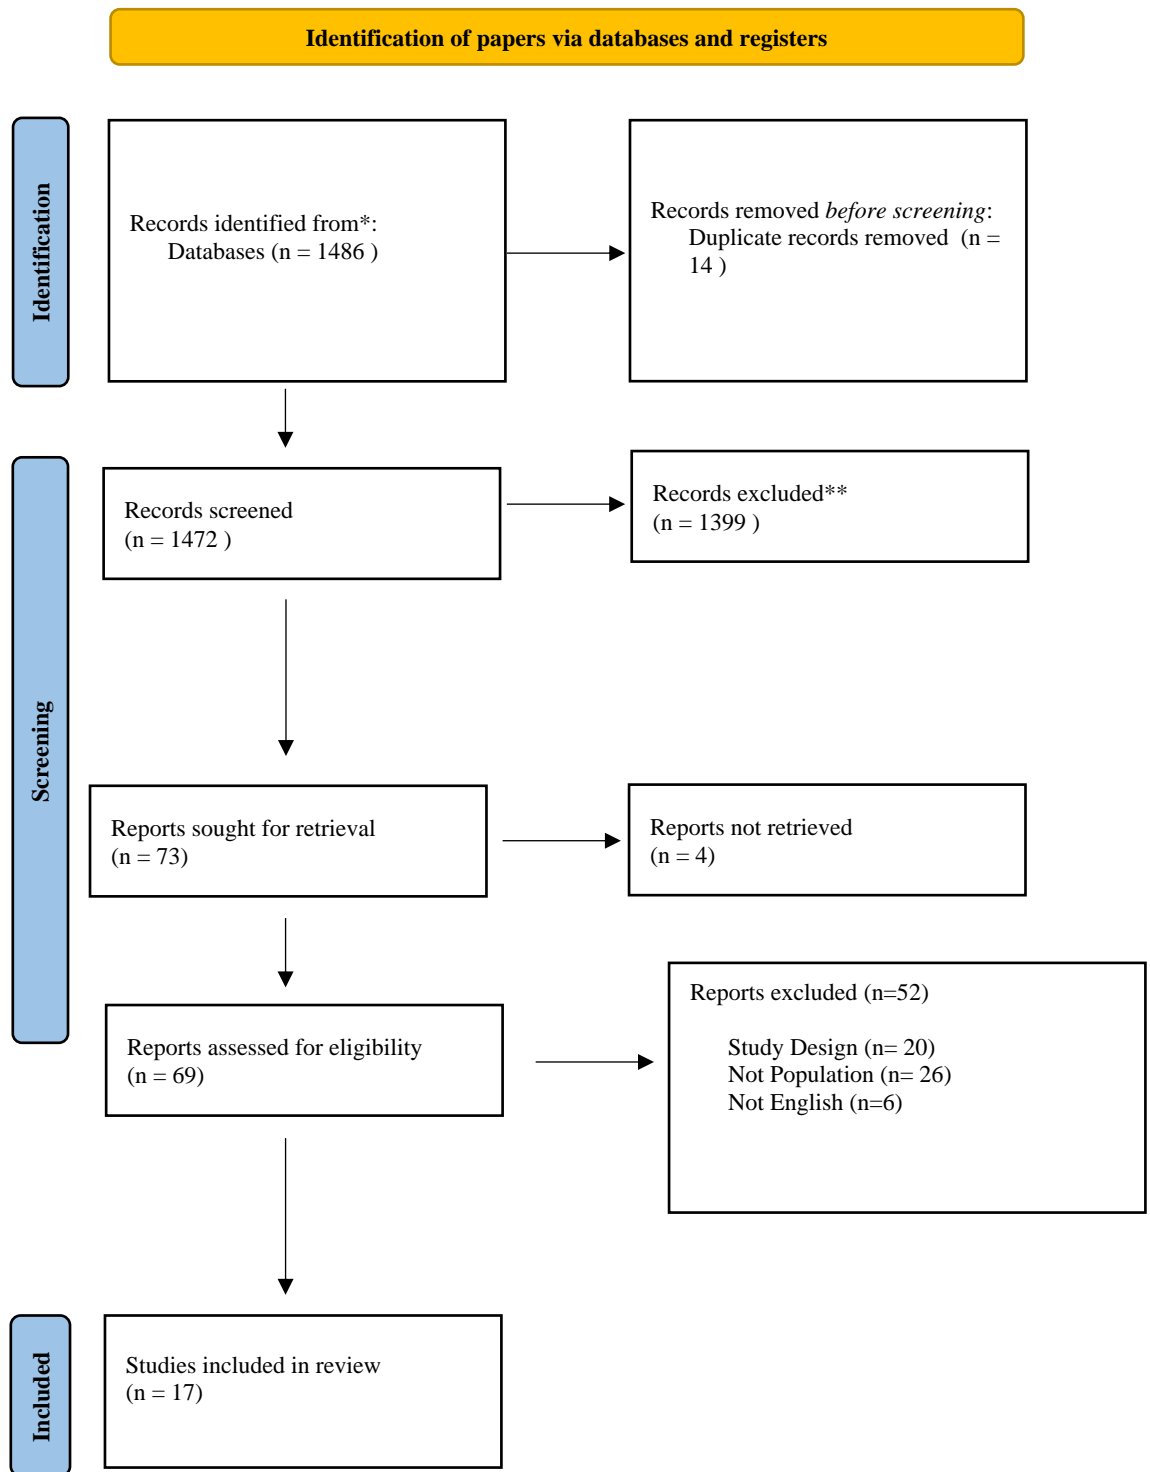 Identification of papers via databases and registers
Identification
Records identified from*:
Databases (n = 1486 )
Records removed before screening:
Duplicate records removed (n =
14 )
Screening
Records screened
(n = 1472 )
Records excluded**
(n = 1399 )
Reports sought for retrieval
(n = 73)
Reports not retrieved
(n = 4)
Reports assessed for eligibility
(n = 69)
Reports excluded (n=52)
Study Design (n= 20)
Not Population (n= 26)
Not English (n=6)
Included
Studies included in review
(n = 17)